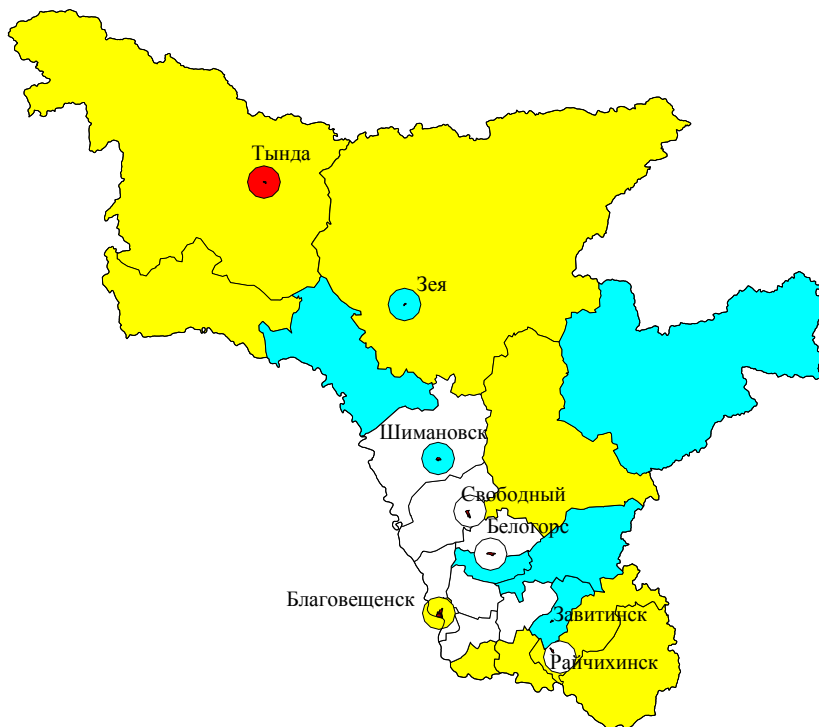 Тында
Зея
Шимановск
Свободный
Белогорс
Благовещенск
Завитинск
Райчихинск